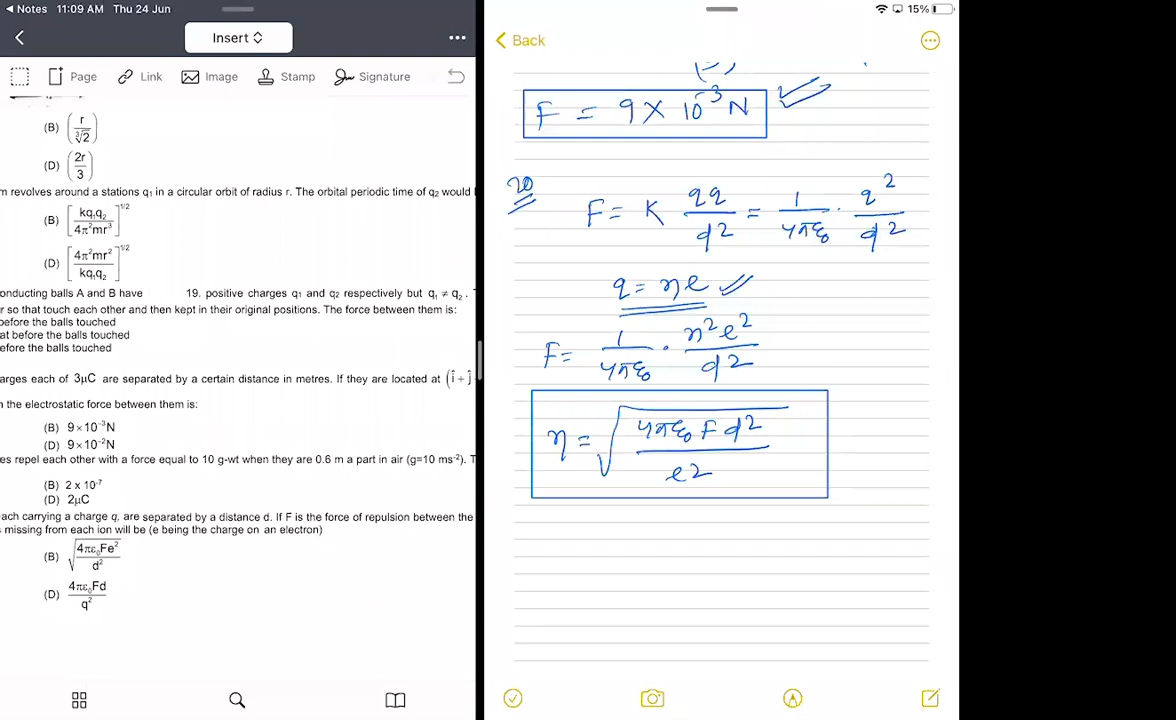 Notes 11:09 AM Thu 24 Jun
Insert
Page Link Image Stamp Signature
(B) (r/∛2)
(D) (2r/3)
m revolves around a stations q₁ in a circular orbit of radius r. The orbital periodic time of q₂ would
(B) [kq₁q₂/4π²mr³]^1/2
(D) [4π²mr²/kq₁q₂]^1/2
onducting balls A and B have 19. positive charges q₁ and q₂ respectively but q₁ ≠ q₂.
r so that touch each other and then kept in their original positions. The force between them is:
before the balls touched
at before the balls touched
efore the balls touched
arges each of 3μC are separated by a certain distance in metres. If they are located at (î + ĵ
n the electrostatic force between them is:
(B) 9×10⁻³N
(D) 9×10⁻²N
es repel each other with a force equal to 10 g-wt when they are 0.6 m a part in air (g=10 ms⁻²). T
(B) 2 x 10⁻⁷
(D) 2μC
ach carrying a charge q, are separated by a distance d. If F is the force of repulsion between the
missing from each ion will be (e being the charge on an electron)
(B) √(4πε₀Fe²/d²)
(D) 4πε₀Fd/q²
15%
Back
F = 9 X 10⁻³ N
20
F = K qq/d² = 1/4πε₀ · q²/d²
q = ne
F = 1/4πε₀ · n²e²/d²
n = √(4πε₀ F d²/e²)